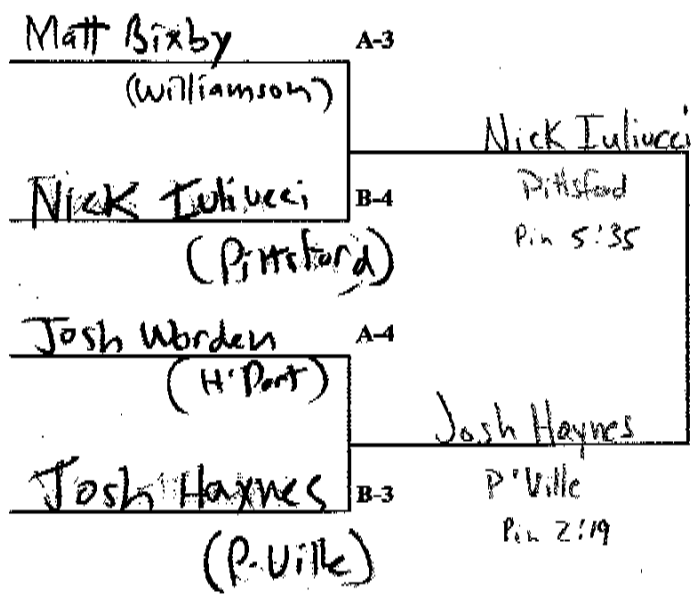 Matt Bixby
A-3
(Williamson)
Nick Iuliucci
Nick Iuliucci
B-4
Pittsford
(Pittsford)
Pin 5:35
Josh Worden
A-4
(H'Port)
Josh Haynes
Josh Haynes
B-3
P'Ville
(P-Ville)
Pin 2:19